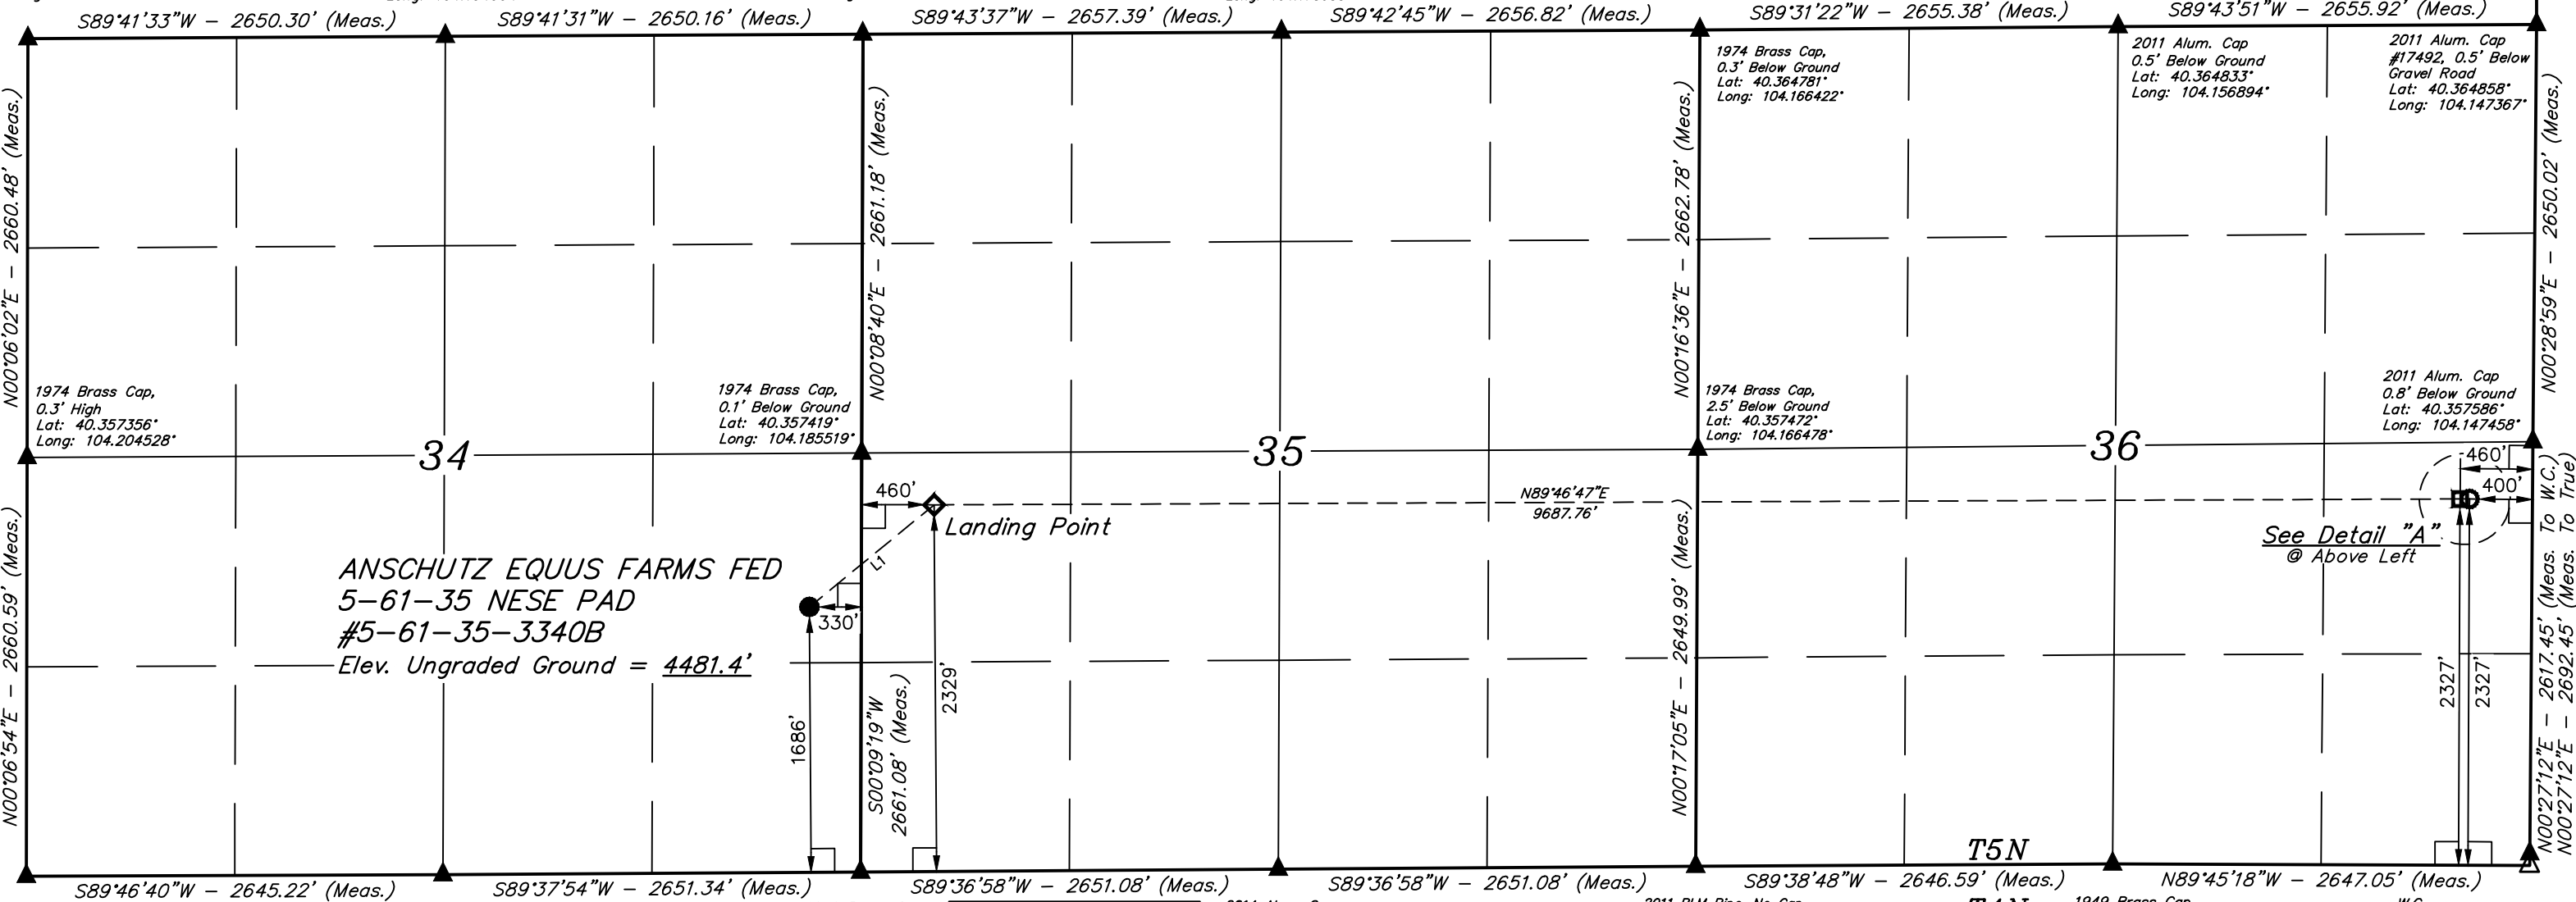 S89°41'33"W – 2650.30' (Meas.)
S89°41'31"W – 2650.16' (Meas.)
S89°43'37"W – 2657.39' (Meas.)
S89°42'45"W – 2656.82' (Meas.)
S89°31'22"W – 2655.38' (Meas.)
S89°43'51"W – 2655.92' (Meas.)
N00°06'02"E – 2660.48' (Meas.)
N00°08'40"E – 2661.18' (Meas.)
N00°16'36"E – 2662.78' (Meas.)
1974 Brass Cap,
0.3' Below Ground
Lat: 40.364781°
Long: 104.166422°
2011 Alum. Cap
0.5' Below Ground
Lat: 40.364833°
Long: 104.156894°
2011 Alum. Cap
#17492, 0.5' Below
Gravel Road
Lat: 40.364858°
Long: 104.147367°
N00°28'59"E – 2650.02' (Meas.)
1974 Brass Cap,
0.3' High
Lat: 40.357356°
Long: 104.204528°
1974 Brass Cap,
0.1' Below Ground
Lat: 40.357419°
Long: 104.185519°
1974 Brass Cap,
2.5' Below Ground
Lat: 40.357472°
Long: 104.166478°
2011 Alum. Cap
0.8' Below Ground
Lat: 40.357586°
Long: 104.147458°
34
35
36
460'
Landing Point
N89°46'47"E
9687.76'
460'
400'
See Detail "A"
@ Above Left
L1
330'
ANSCHUTZ EQUUS FARMS FED
5–61–35 NESE PAD
#5–61–35–3340B
Elev. Ungraded Ground = 4481.4'
N00°06'54"E – 2660.59' (Meas.)
1686'
S00°09'19"W
2661.08' (Meas.)
2329'
N00°17'05"E – 2649.99' (Meas.)
2327'
2327'
N00°27'12"E – 2617.45' (Meas. To W.C.)
N00°27'12"E – 2692.45' (Meas. To True)
T5N
S89°46'40"W – 2645.22' (Meas.)
S89°37'54"W – 2651.34' (Meas.)
S89°36'58"W – 2651.08' (Meas.)
S89°36'58"W – 2651.08' (Meas.)
S89°38'48"W – 2646.59' (Meas.)
N89°45'18"W – 2647.05' (Meas.)